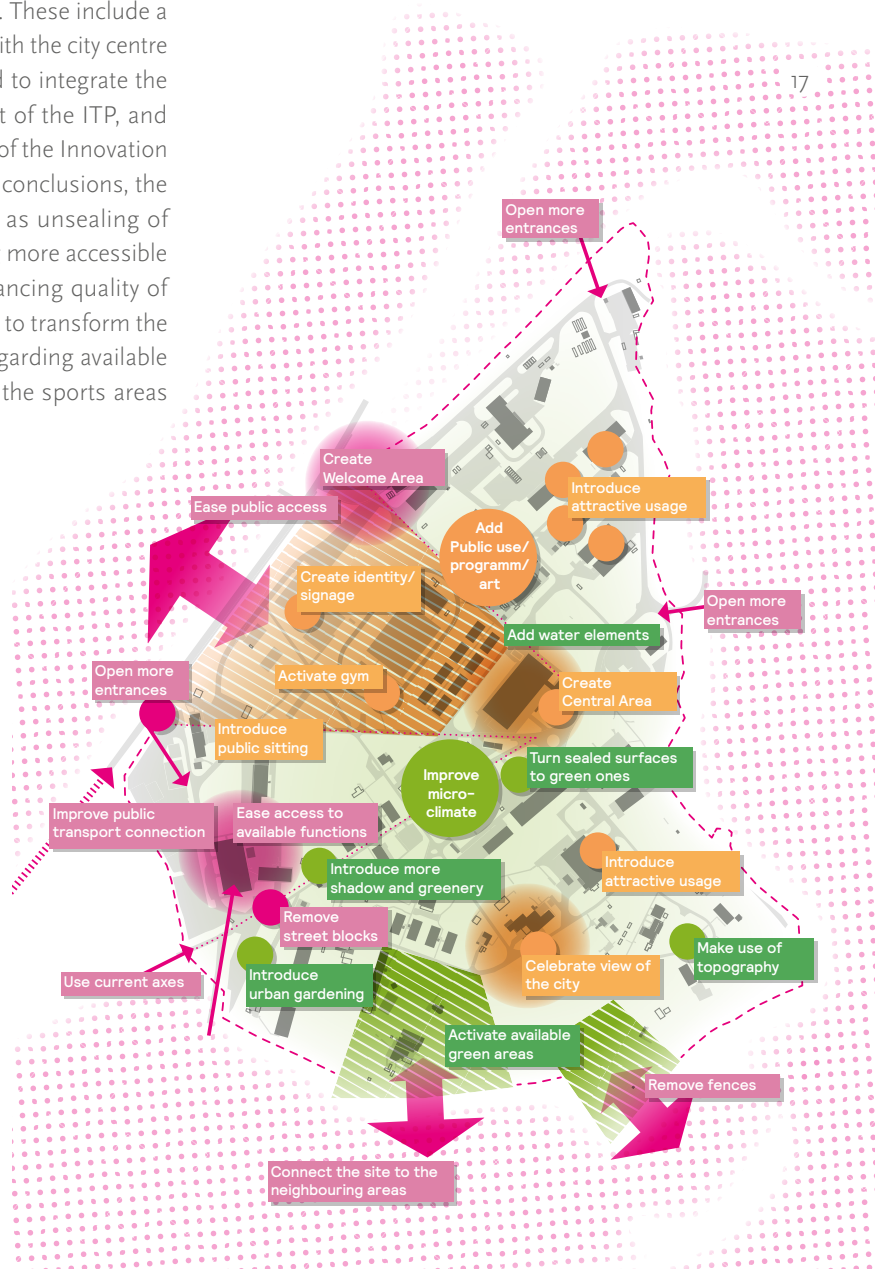 . These include a
ith the city centre
d to integrate the
t of the ITP, and
of the Innovation
conclusions, the
as unsealing of
more accessible
ancing quality of
to transform the
garding available
the sports areas
17
Open more
entrances
Create
Welcome Area
Ease public access
Introduce
attractive usage
Add
Public use/
programm/
art
Create identity/
signage
Open more
entrances
Add water elements
Open more
entrances
Activate gym
Create
Central Area
Introduce
public sitting
Turn sealed surfaces
to green ones
Improve
micro-
climate
Improve public
transport connection
Ease access to
available functions
Introduce more
shadow and greenery
Introduce
attractive usage
Remove
street blocks
Use current axes
Introduce
urban gardening
Celebrate view of
the city
Make use of
topography
Activate available
green areas
Remove fences
Connect the site to the
neighbouring areas